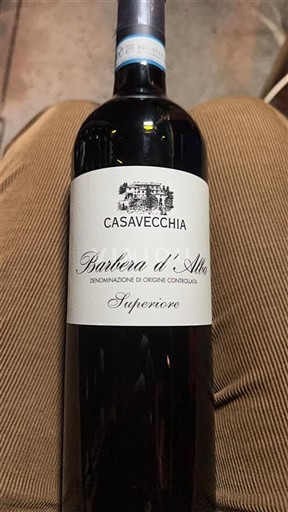 CASAVECCHIA
Barbera d'Alba
DENOMINAZIONE DI ORIGINE CONTROLLATA
Superiore